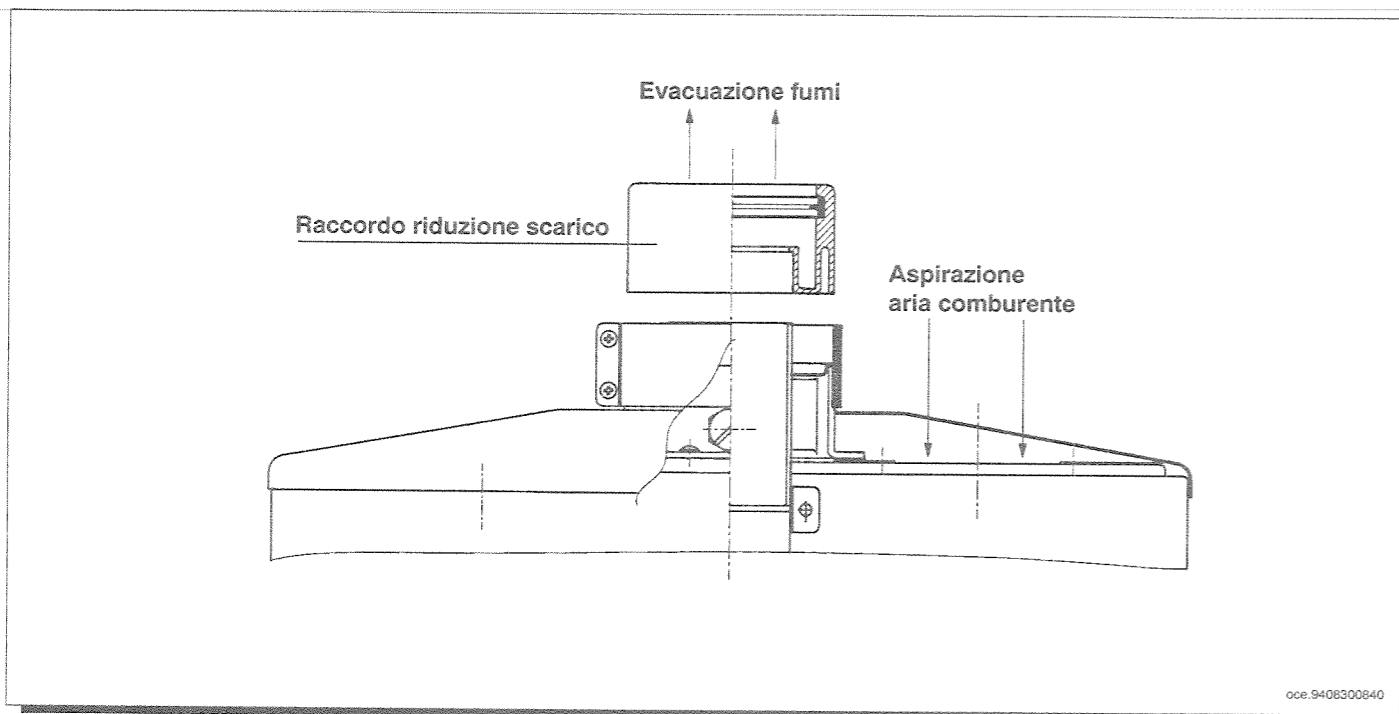 Evacuazione fumi
Raccordo riduzione scarico
Aspirazione
aria comburente
oce.9408300840